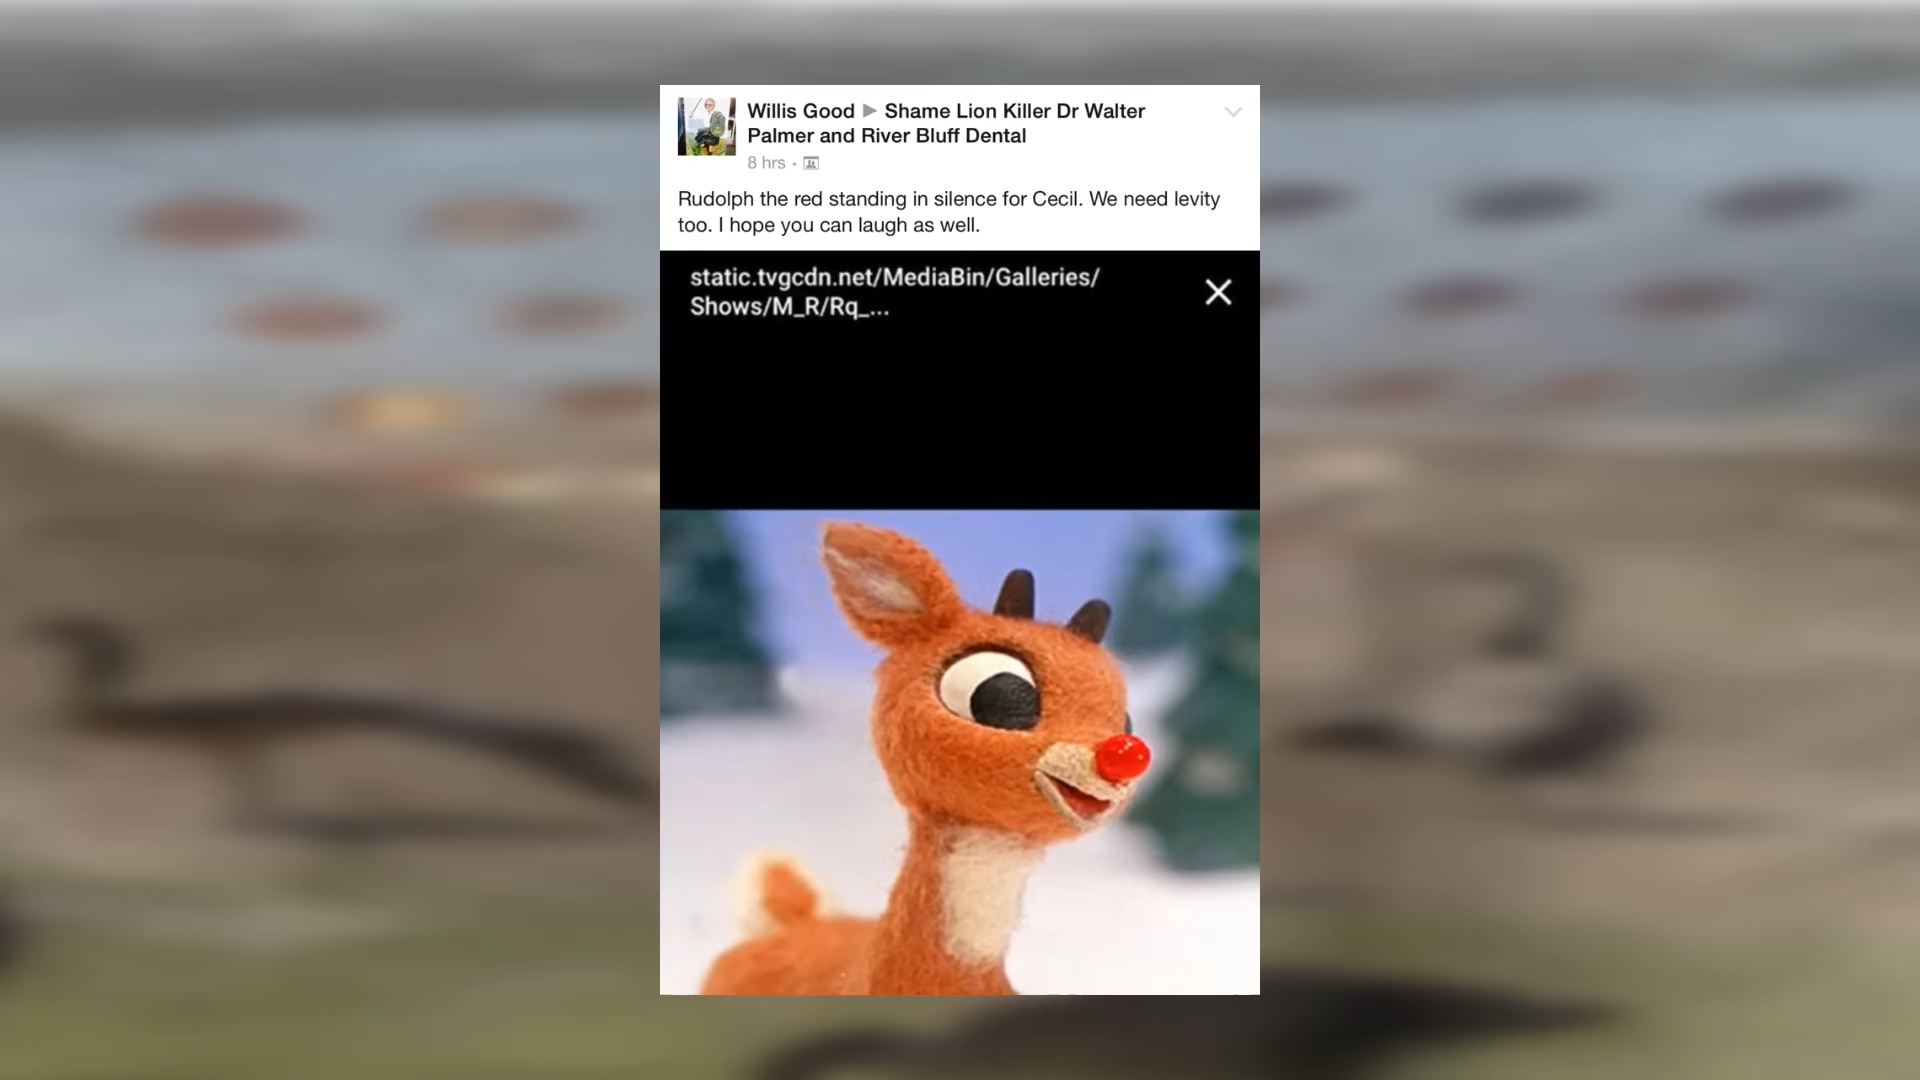 Willis Good ▶ Shame Lion Killer Dr Walter
Palmer and River Bluff Dental
8 hrs ·
Rudolph the red standing in silence for Cecil. We need levity
too. I hope you can laugh as well.
static.tvgcdn.net/MediaBin/Galleries/
Shows/M_R/Rq_...